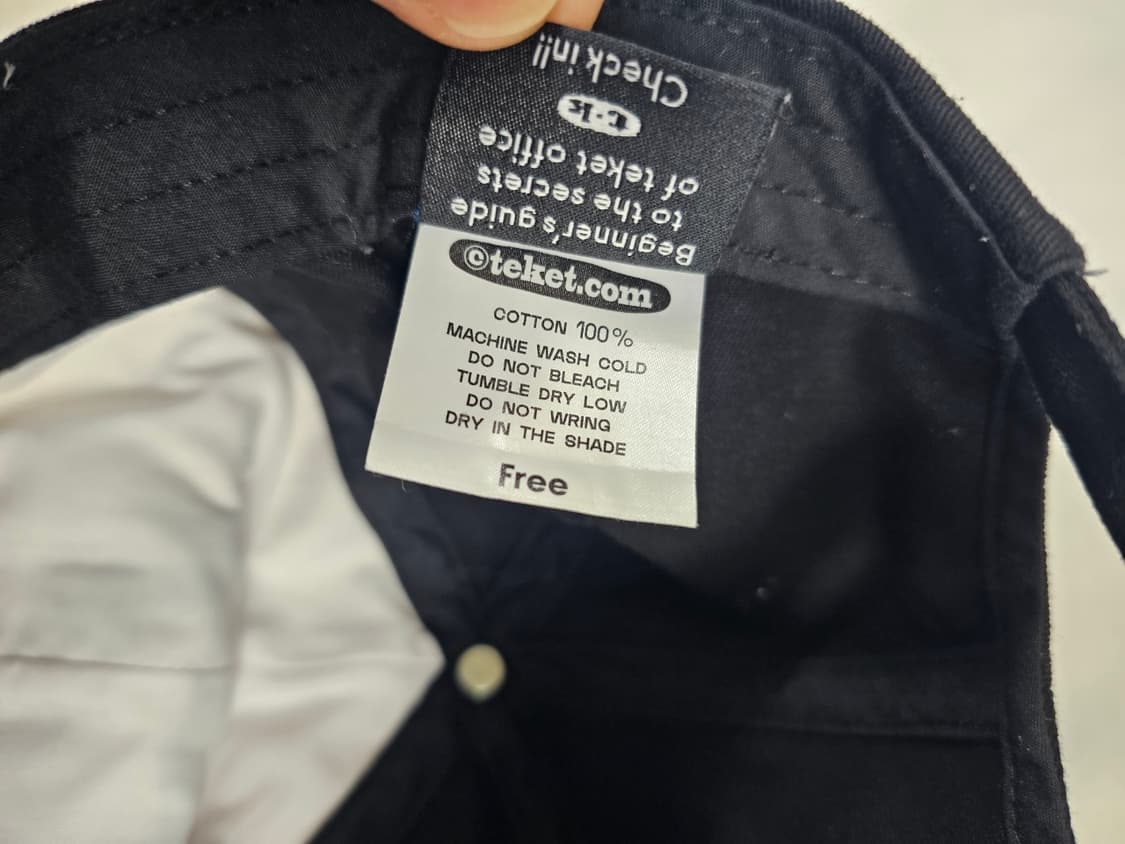 Beginner's guide
to the secrets
of teket office
t·k
Check in!!
©teket.com
COTTON 100%
MACHINE WASH COLD
DO NOT BLEACH
TUMBLE DRY LOW
DO NOT WRING
DRY IN THE SHADE
Free